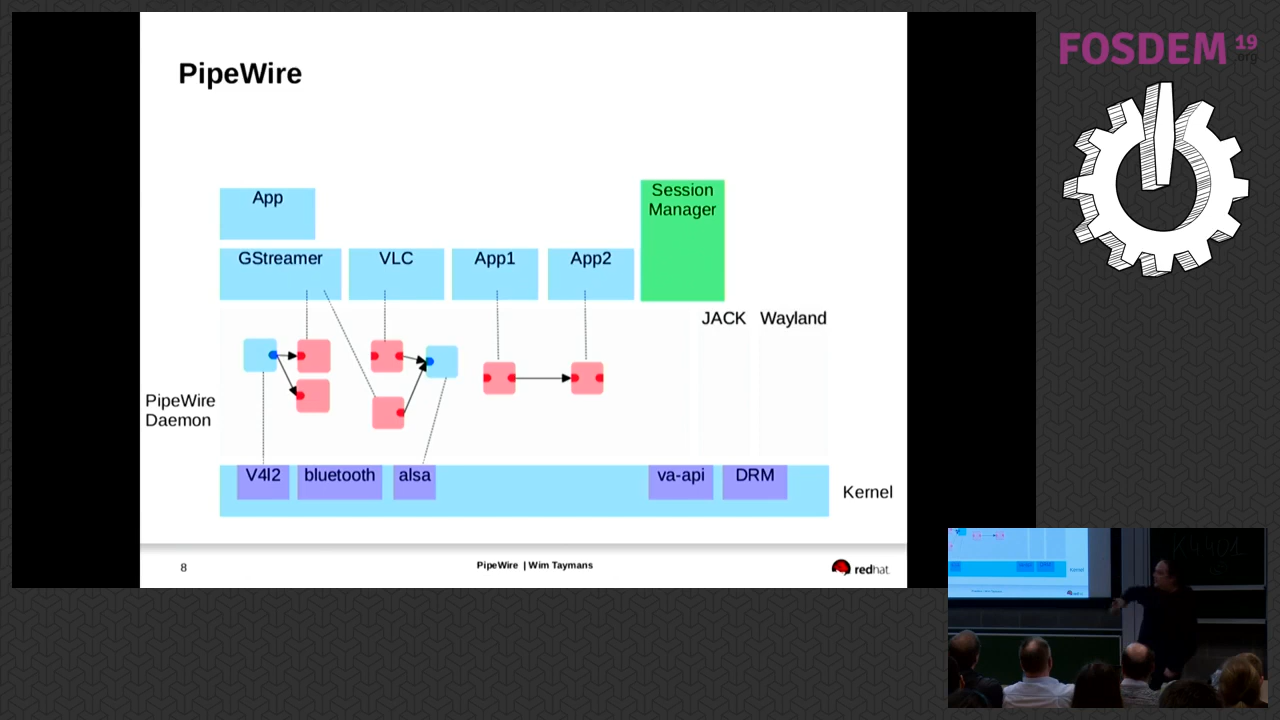 PipeWire
FOSDEM 19
.org
App
Session
Manager
GStreamer
VLC
App1
App2
JACK
Wayland
PipeWire
Daemon
V4l2
bluetooth
alsa
va-api
DRM
Kernel
8
PipeWire | Wim Taymans
redhat